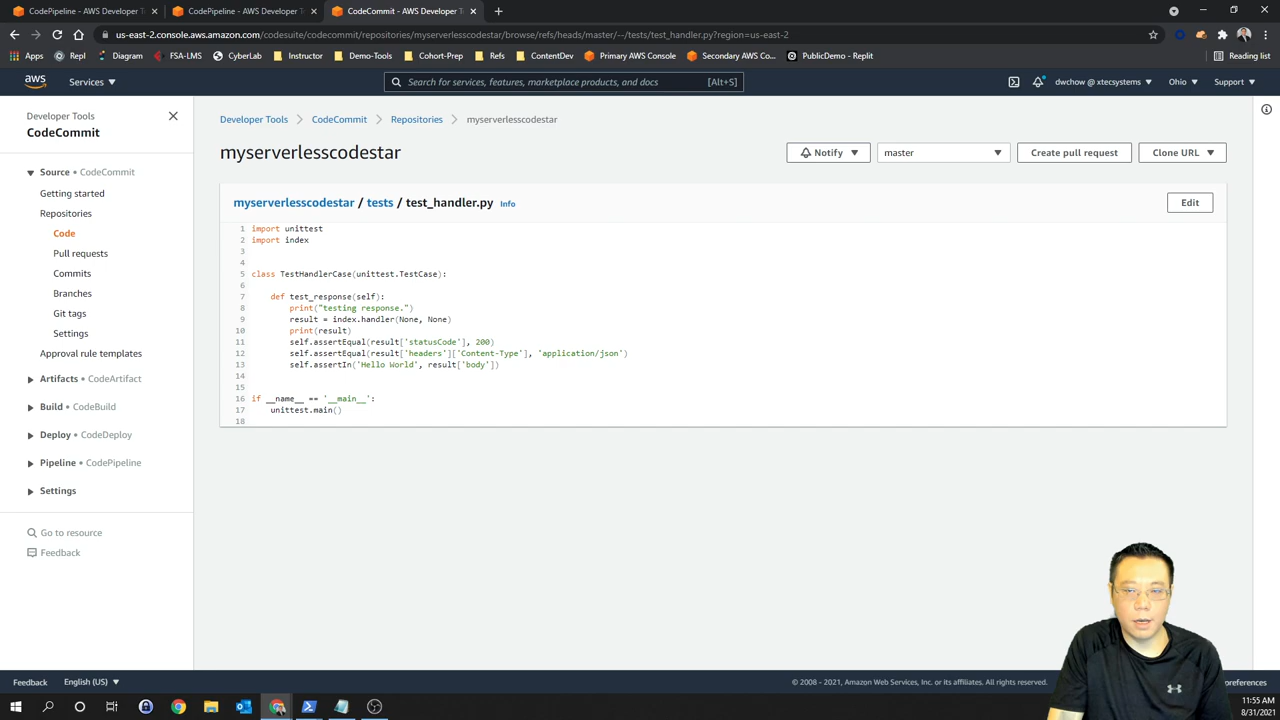 CodePipeline - AWS Developer T
CodePipeline - AWS Developer T
CodeCommit - AWS Developer Tool
us-east-2.console.aws.amazon.com/codesuite/codecommit/repositories/myserverlesscodestar/browse/refs/heads/master/--/tests/test_handler.py?region=us-east-2
Apps
Repl
Diagram
FSA-LMS
CyberLab
Instructor
Demo-Tools
Cohort-Prep
Refs
ContentDev
Primary AWS Console
Secondary AWS Co...
PublicDemo - Replit
Reading list
aws
Services
Search for services, features, marketplace products, and docs
[Alt+S]
dwchow @ xtecsystems
Ohio
Support
Developer Tools
CodeCommit
Source • CodeCommit
Getting started
Repositories
Code
Pull requests
Commits
Branches
Git tags
Settings
Approval rule templates
Artifacts • CodeArtifact
Build • CodeBuild
Deploy • CodeDeploy
Pipeline • CodePipeline
Settings
Go to resource
Feedback
Developer Tools
CodeCommit
Repositories
myserverlesscodestar
myserverlesscodestar
Notify
master
Create pull request
Clone URL
myserverlesscodestar / tests / test_handler.py Info
Edit
1 import unittest
2 import index
3
4
5 class TestHandlerCase(unittest.TestCase):
6
7 def test_response(self):
8 print("testing response.")
9 result = index.handler(None, None)
10 print(result)
11 self.assertEqual(result['statusCode'], 200)
12 self.assertEqual(result['headers']['Content-Type'], 'application/json')
13 self.assertIn('Hello World', result['body'])
14
15
16 if __name__ == '__main__':
17 unittest.main()
18
Feedback
English (US)
© 2008 - 2021, Amazon Web Services, Inc. or its affiliates. All rights reserved.
preferences
11:55 AM
8/31/2021